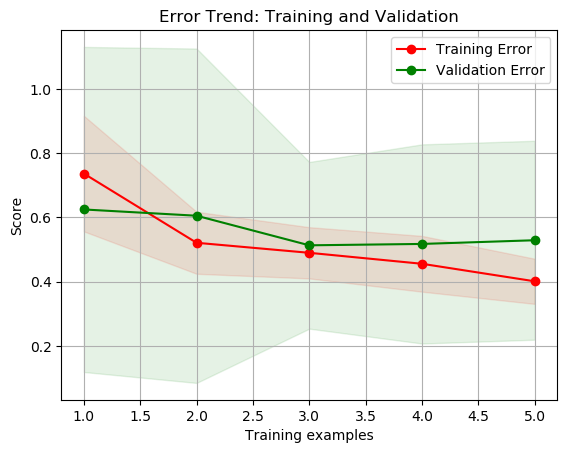 Error Trend: Training and Validation
Training Error
Validation Error
Score
1.0
0.8
0.6
0.4
0.2
1.0 1.5 2.0 2.5 3.0 3.5 4.0 4.5 5.0
Training examples